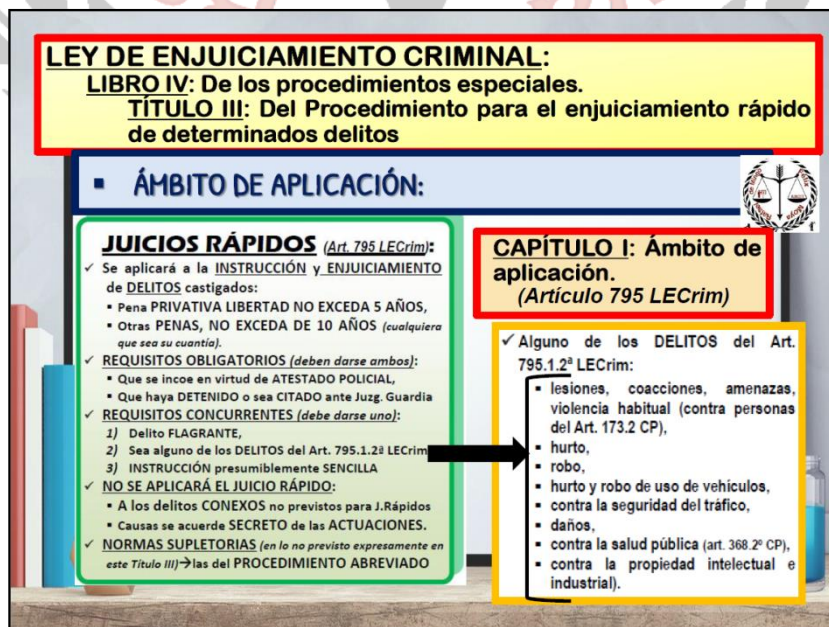 LEY DE ENJUICIAMIENTO CRIMINAL:
LIBRO IV: De los procedimientos especiales.
TÍTULO III: Del Procedimiento para el enjuiciamiento rápido
de determinados delitos
▪ ÁMBITO DE APLICACIÓN:
JUICIOS RÁPIDOS (Art. 795 LECrim):
✓ Se aplicará a la INSTRUCCIÓN y ENJUICIAMIENTO
de DELITOS castigados:
▪ Pena PRIVATIVA LIBERTAD NO EXCEDA 5 AÑOS,
▪ Otras PENAS, NO EXCEDA DE 10 AÑOS (cualquiera
que sea su cuantía).
✓ REQUISITOS OBLIGATORIOS (deben darse ambos):
▪ Que se incoe en virtud de ATESTADO POLICIAL,
▪ Que haya DETENIDO o sea CITADO ante Juzg. Guardia
✓ REQUISITOS CONCURRENTES (debe darse uno):
1) Delito FLAGRANTE,
2) Sea alguno de los DELITOS del Art. 795.1.2ª LECrim
3) INSTRUCCIÓN presumiblemente SENCILLA
✓ NO SE APLICARÁ EL JUICIO RÁPIDO:
▪ A los delitos CONEXOS no previstos para J.Rápidos
▪ Causas se acuerde SECRETO de las ACTUACIONES.
✓ NORMAS SUPLETORIAS (en lo no previsto expresamente en
este Título III)→las del PROCEDIMIENTO ABREVIADO
CAPÍTULO I: Ámbito de
aplicación.
(Artículo 795 LECrim)
✓ Alguno de los DELITOS del Art.
795.1.2ª LECrim:
▪ lesiones, coacciones, amenazas,
violencia habitual (contra personas
del Art. 173.2 CP),
▪ hurto,
▪ robo,
▪ hurto y robo de uso de vehículos,
▪ contra la seguridad del tráfico,
▪ daños,
▪ contra la salud pública (art. 368.2º CP),
▪ contra la propiedad intelectual e
industrial).